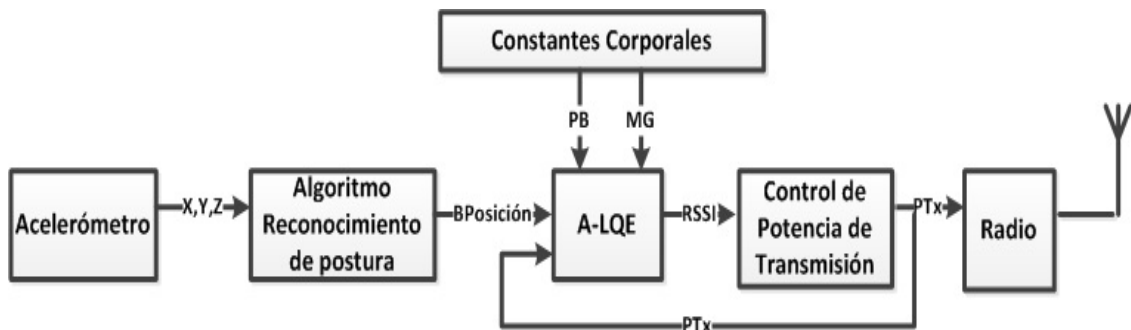 Constantes Corporales
PB
MG
Acelerómetro
X,Y,Z
Algoritmo
Reconocimiento
de postura
BPosición
A-LQE
RSSI
Control de
Potencia de
Transmisión
PTx
Radio
PTx